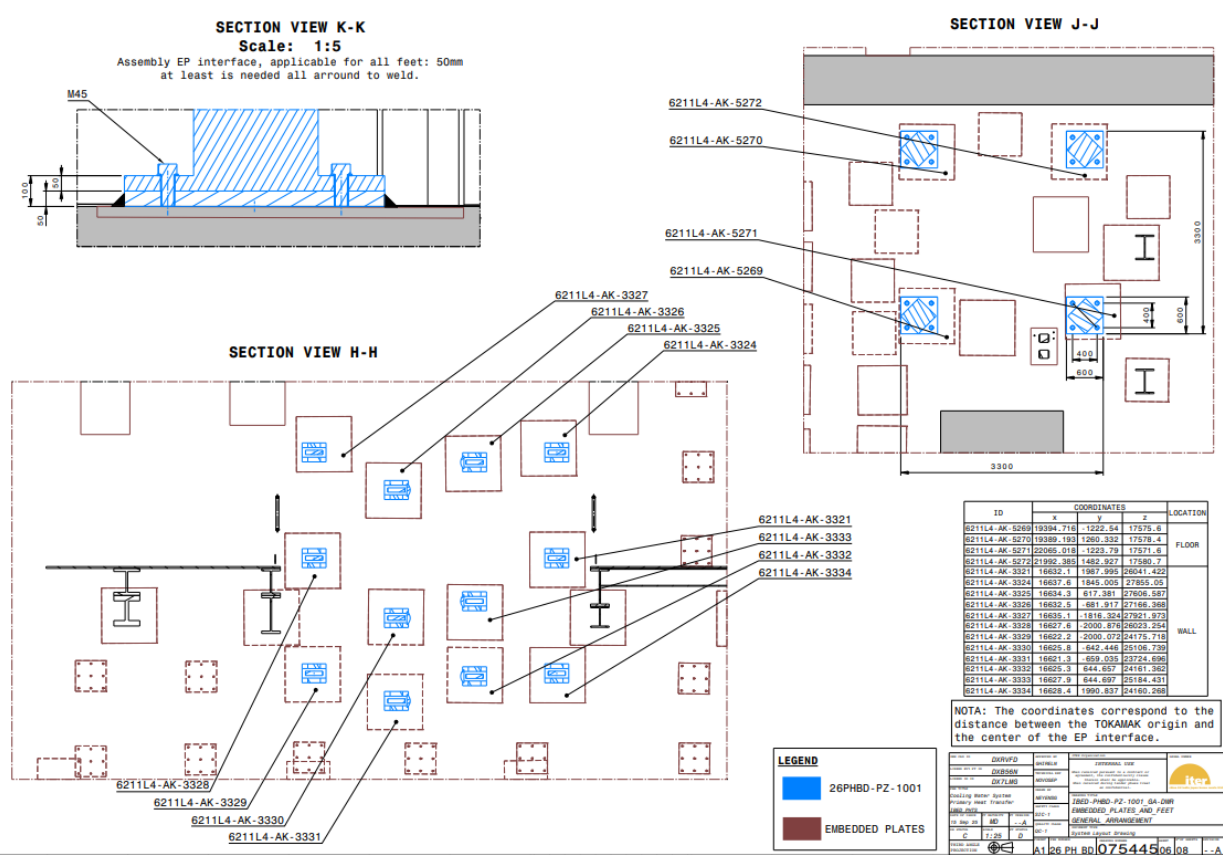 SECTION VIEW K-K
Scale: 1:5
Assembly EP interface, applicable for all feet: 50mm
at least is needed all arround to weld.
M45
100
50
50
SECTION VIEW J-J
6211L4-AK-5272
6211L4-AK-5270
6211L4-AK-5271
6211L4-AK-5269
3300
600
400
400
600
3300
SECTION VIEW H-H
6211L4-AK-3327
6211L4-AK-3326
6211L4-AK-3325
6211L4-AK-3324
6211L4-AK-3321
6211L4-AK-3333
6211L4-AK-3332
6211L4-AK-3334
6211L4-AK-3328
6211L4-AK-3329
6211L4-AK-3330
6211L4-AK-3331
ID COORDINATES LOCATION
x y z
6211L4-AK-5269 19394.716 -1222.54 17575.6
6211L4-AK-5270 19389.193 1260.332 17578.4
6211L4-AK-5271 22065.018 -1223.79 17571.6
6211L4-AK-5272 21992.385 1482.927 17580.7
FLOOR
6211L4-AK-3321 16632.1 1987.995 26041.422
6211L4-AK-3324 16637.6 1845.005 27855.05
6211L4-AK-3325 16634.3 617.381 27606.587
6211L4-AK-3326 16632.5 -681.917 27166.368
6211L4-AK-3327 16635.1 -1816.324 27921.973
6211L4-AK-3328 16627.6 -2000.876 26023.254
6211L4-AK-3329 16622.2 -2000.072 24175.718
6211L4-AK-3330 16625.8 -642.446 25106.739
6211L4-AK-3331 16621.3 -659.035 23724.696
6211L4-AK-3332 16625.3 644.657 24161.362
6211L4-AK-3333 16627.9 644.697 25184.431
6211L4-AK-3334 16628.4 1990.837 24160.268
WALL
NOTA: The coordinates correspond to the
distance between the TOKAMAK origin and
the center of the EP interface.
LEGEND
26PHBD-PZ-1001
EMBEDDED PLATES
DXRVFD
DXB56N
DX7LMG
INTERNAL USE
iter
Cooling Water System
Primary Heat Transfer
IBED PHTS
IBED-PHBD-PZ-1001_GA-DWR
EMBEDDED_PLATES_AND_FEET
GENERAL ARRANGEMENT
System Layout Drawing
MD
--A
C
1:25
D
A1 26 PH BD 075445 06 08 --A